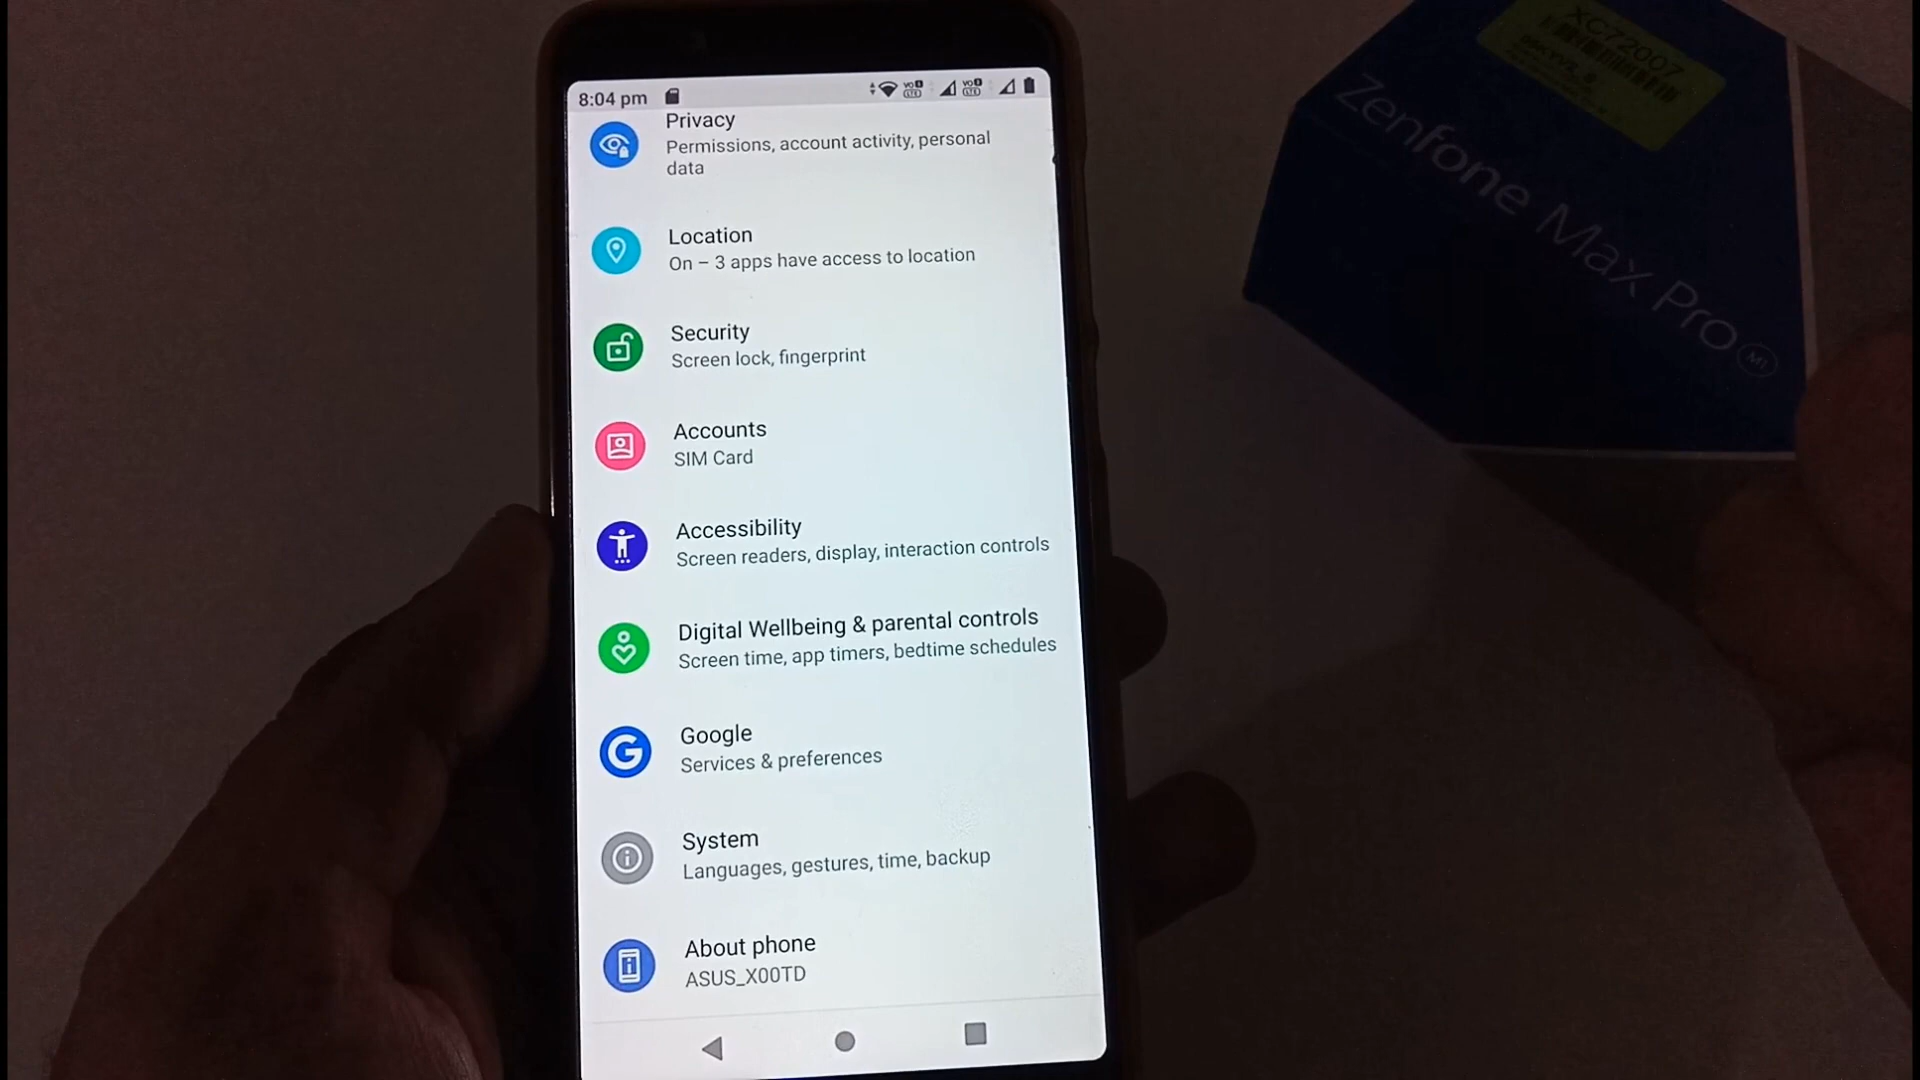 8:04 pm
Privacy
Permissions, account activity, personal
data
Location
On – 3 apps have access to location
Security
Screen lock, fingerprint
Accounts
SIM Card
Accessibility
Screen readers, display, interaction controls
Digital Wellbeing & parental controls
Screen time, app timers, bedtime schedules
Google
Services & preferences
System
Languages, gestures, time, backup
About phone
ASUS_X00TD
XC72007
Zenfone Max Pro M1